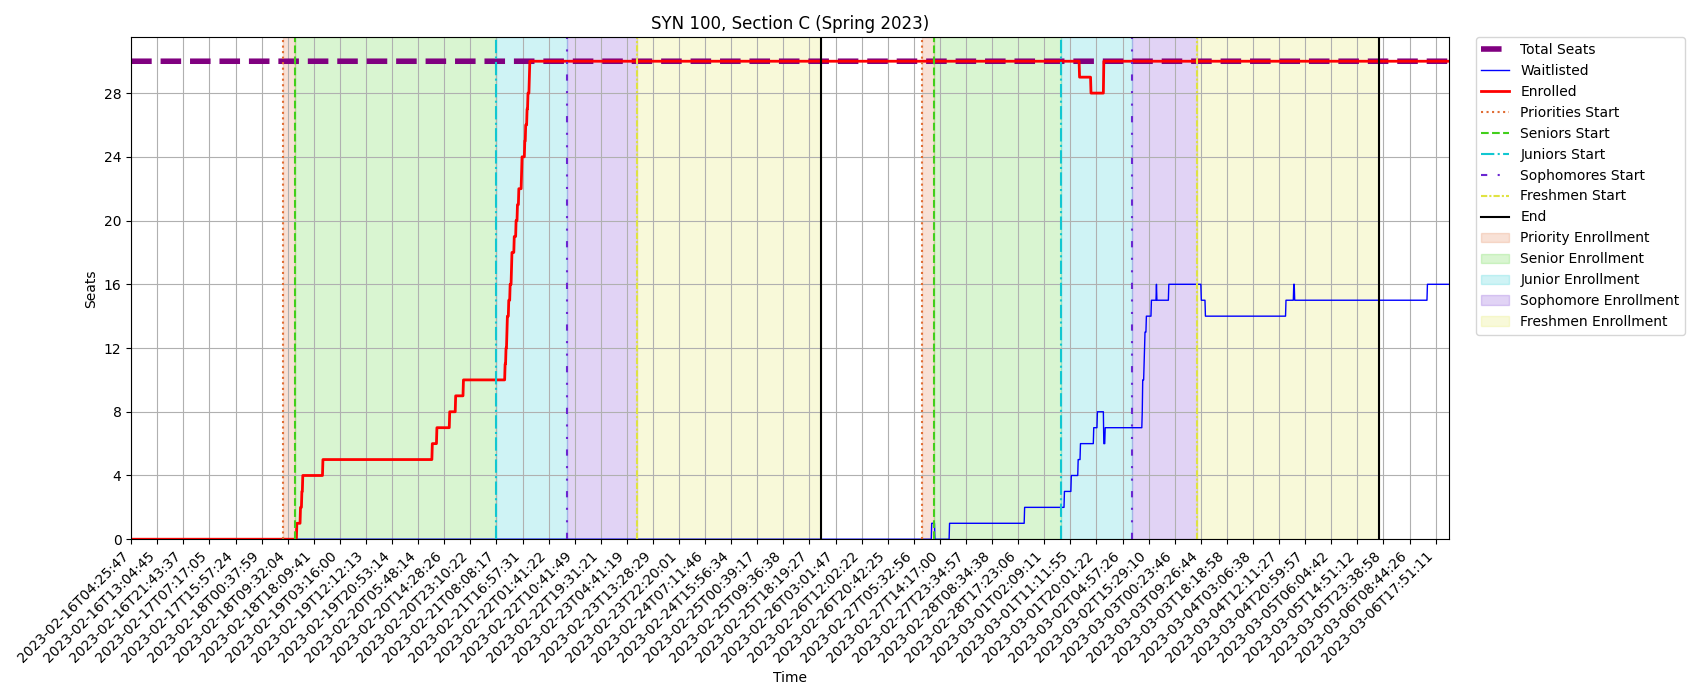 SYN 100, Section C (Spring 2023)
Total Seats
Waitlisted
Enrolled
Priorities Start
Seniors Start
Juniors Start
Sophomores Start
Freshmen Start
End
Priority Enrollment
Senior Enrollment
Junior Enrollment
Sophomore Enrollment
Freshmen Enrollment
Seats
28
24
20
16
12
8
4
0
2023-02-16T04:25:47
2023-02-16T13:04:45
2023-02-16T21:43:37
2023-02-17T07:17:05
2023-02-17T15:57:24
2023-02-18T00:37:59
2023-02-18T09:32:04
2023-02-18T18:09:41
2023-02-19T03:16:00
2023-02-19T12:12:13
2023-02-19T20:53:14
2023-02-20T05:48:14
2023-02-20T14:28:26
2023-02-20T23:10:22
2023-02-21T08:08:17
2023-02-21T16:57:31
2023-02-22T01:41:22
2023-02-22T10:41:49
2023-02-22T19:31:21
2023-02-23T04:41:19
2023-02-23T13:28:29
2023-02-23T22:20:01
2023-02-24T07:11:46
2023-02-24T15:56:34
2023-02-25T00:39:17
2023-02-25T09:36:38
2023-02-25T18:19:27
2023-02-26T03:01:47
2023-02-26T12:02:22
2023-02-26T20:42:25
2023-02-27T05:32:56
2023-02-27T14:17:00
2023-02-27T23:34:57
2023-02-28T08:34:38
2023-02-28T17:23:06
2023-03-01T02:09:11
2023-03-01T11:11:55
2023-03-01T20:01:22
2023-03-02T04:57:26
2023-03-02T15:29:10
2023-03-03T00:23:46
2023-03-03T09:26:44
2023-03-03T18:18:58
2023-03-04T03:06:38
2023-03-04T12:11:27
2023-03-04T20:59:57
2023-03-05T06:04:42
2023-03-05T14:51:12
2023-03-05T23:38:58
2023-03-06T08:44:26
2023-03-06T17:51:11
Time